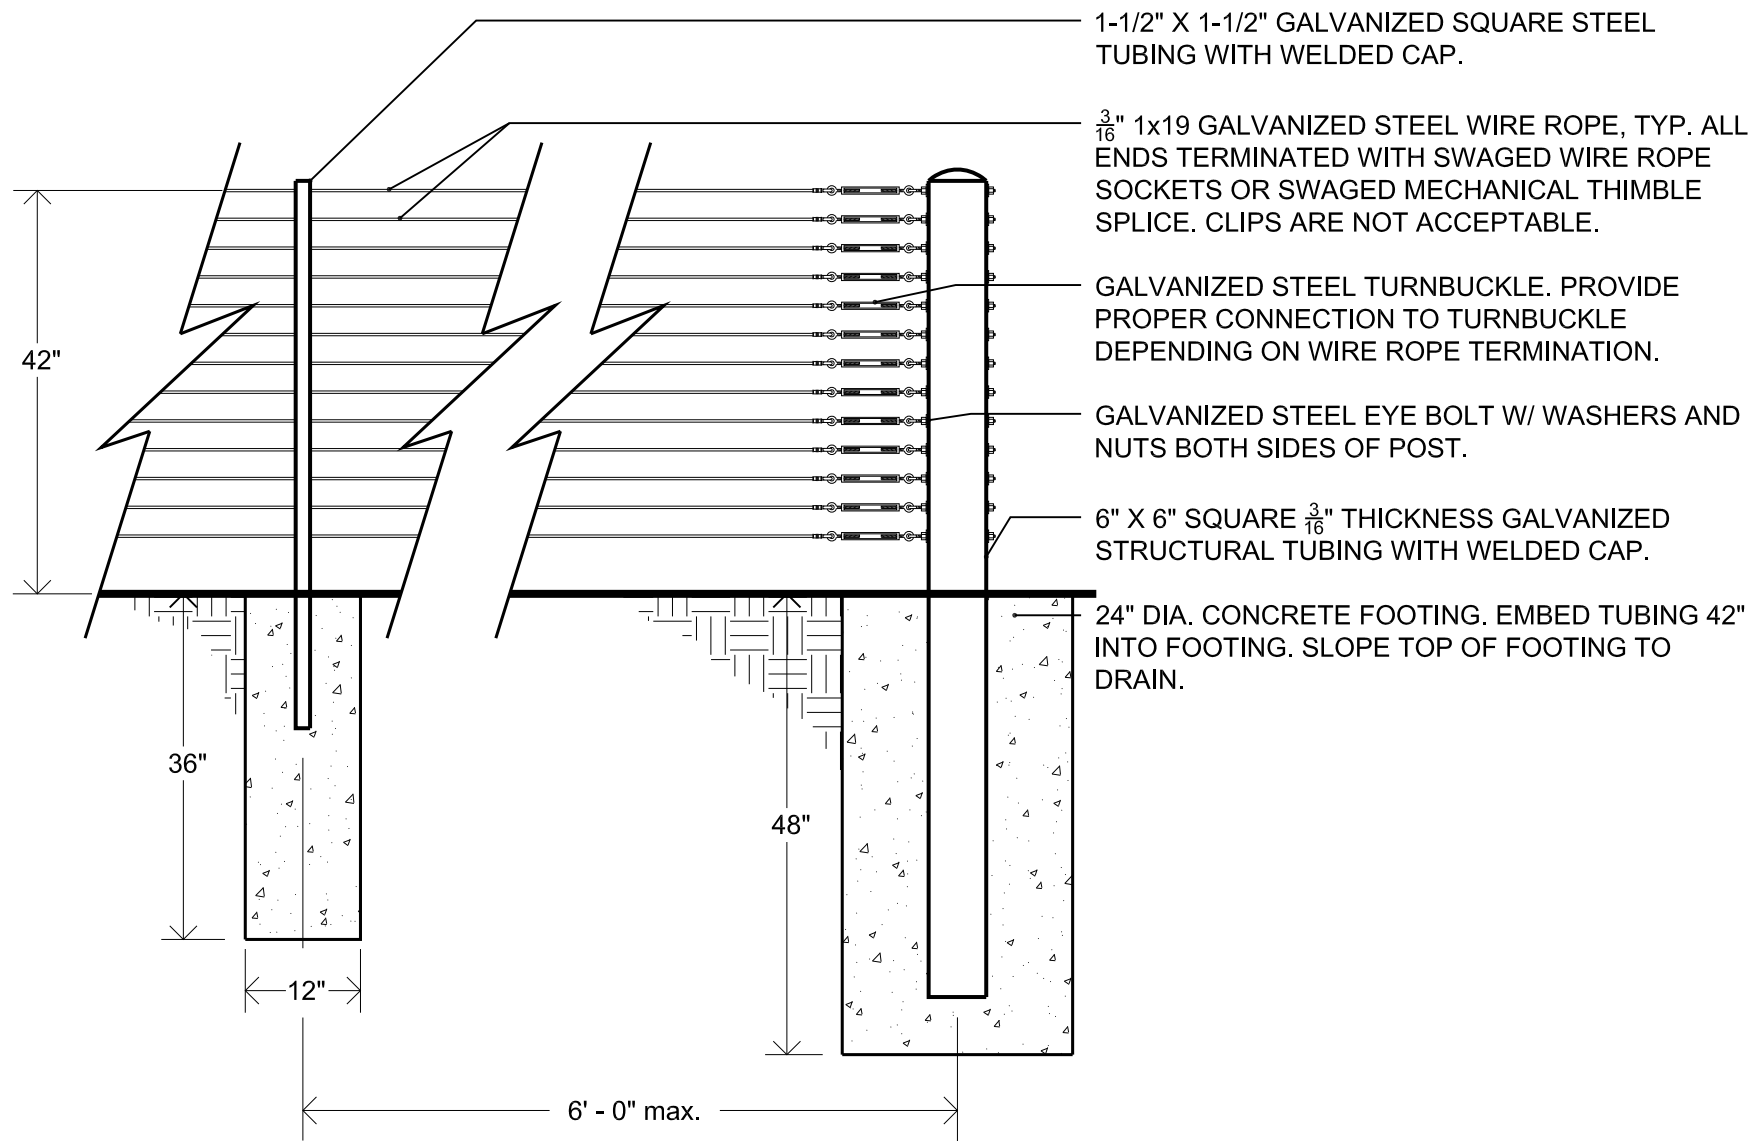 1-1/2" X 1-1/2" GALVANIZED SQUARE STEEL
TUBING WITH WELDED CAP.
3/16" 1x19 GALVANIZED STEEL WIRE ROPE, TYP. ALL
ENDS TERMINATED WITH SWAGED WIRE ROPE
SOCKETS OR SWAGED MECHANICAL THIMBLE
SPLICE. CLIPS ARE NOT ACCEPTABLE.
GALVANIZED STEEL TURNBUCKLE. PROVIDE
PROPER CONNECTION TO TURNBUCKLE
DEPENDING ON WIRE ROPE TERMINATION.
42"
GALVANIZED STEEL EYE BOLT W/ WASHERS AND
NUTS BOTH SIDES OF POST.
6" X 6" SQUARE 3/16" THICKNESS GALVANIZED
STRUCTURAL TUBING WITH WELDED CAP.
24" DIA. CONCRETE FOOTING. EMBED TUBING 42"
INTO FOOTING. SLOPE TOP OF FOOTING TO
DRAIN.
36"
48"
12"
6' - 0" max.